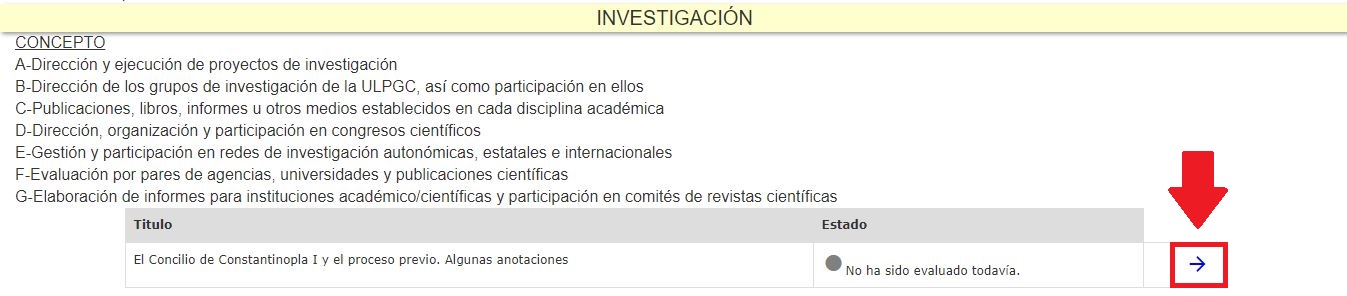 INVESTIGACIÓN
CONCEPTO
A-Dirección y ejecución de proyectos de investigación
B-Dirección de los grupos de investigación de la ULPGC, así como participación en ellos
C-Publicaciones, libros, informes u otros medios establecidos en cada disciplina académica
D-Dirección, organización y participación en congresos científicos
E-Gestión y participación en redes de investigación autonómicas, estatales e internacionales
F-Evaluación por pares de agencias, universidades y publicaciones científicas
G-Elaboración de informes para instituciones académico/científicas y participación en comités de revistas científicas
Titulo Estado
El Concilio de Constantinopla I y el proceso previo. Algunas anotaciones No ha sido evaluado todavía.